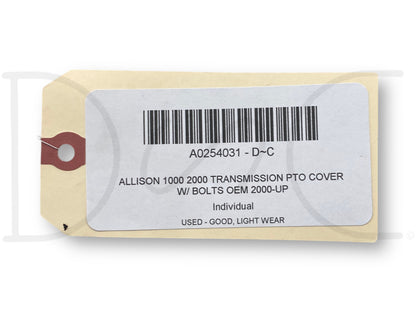 A0254031 - D~C
ALLISON 1000 2000 TRANSMISSION PTO COVER
W/ BOLTS OEM 2000-UP
Individual
USED - GOOD, LIGHT WEAR